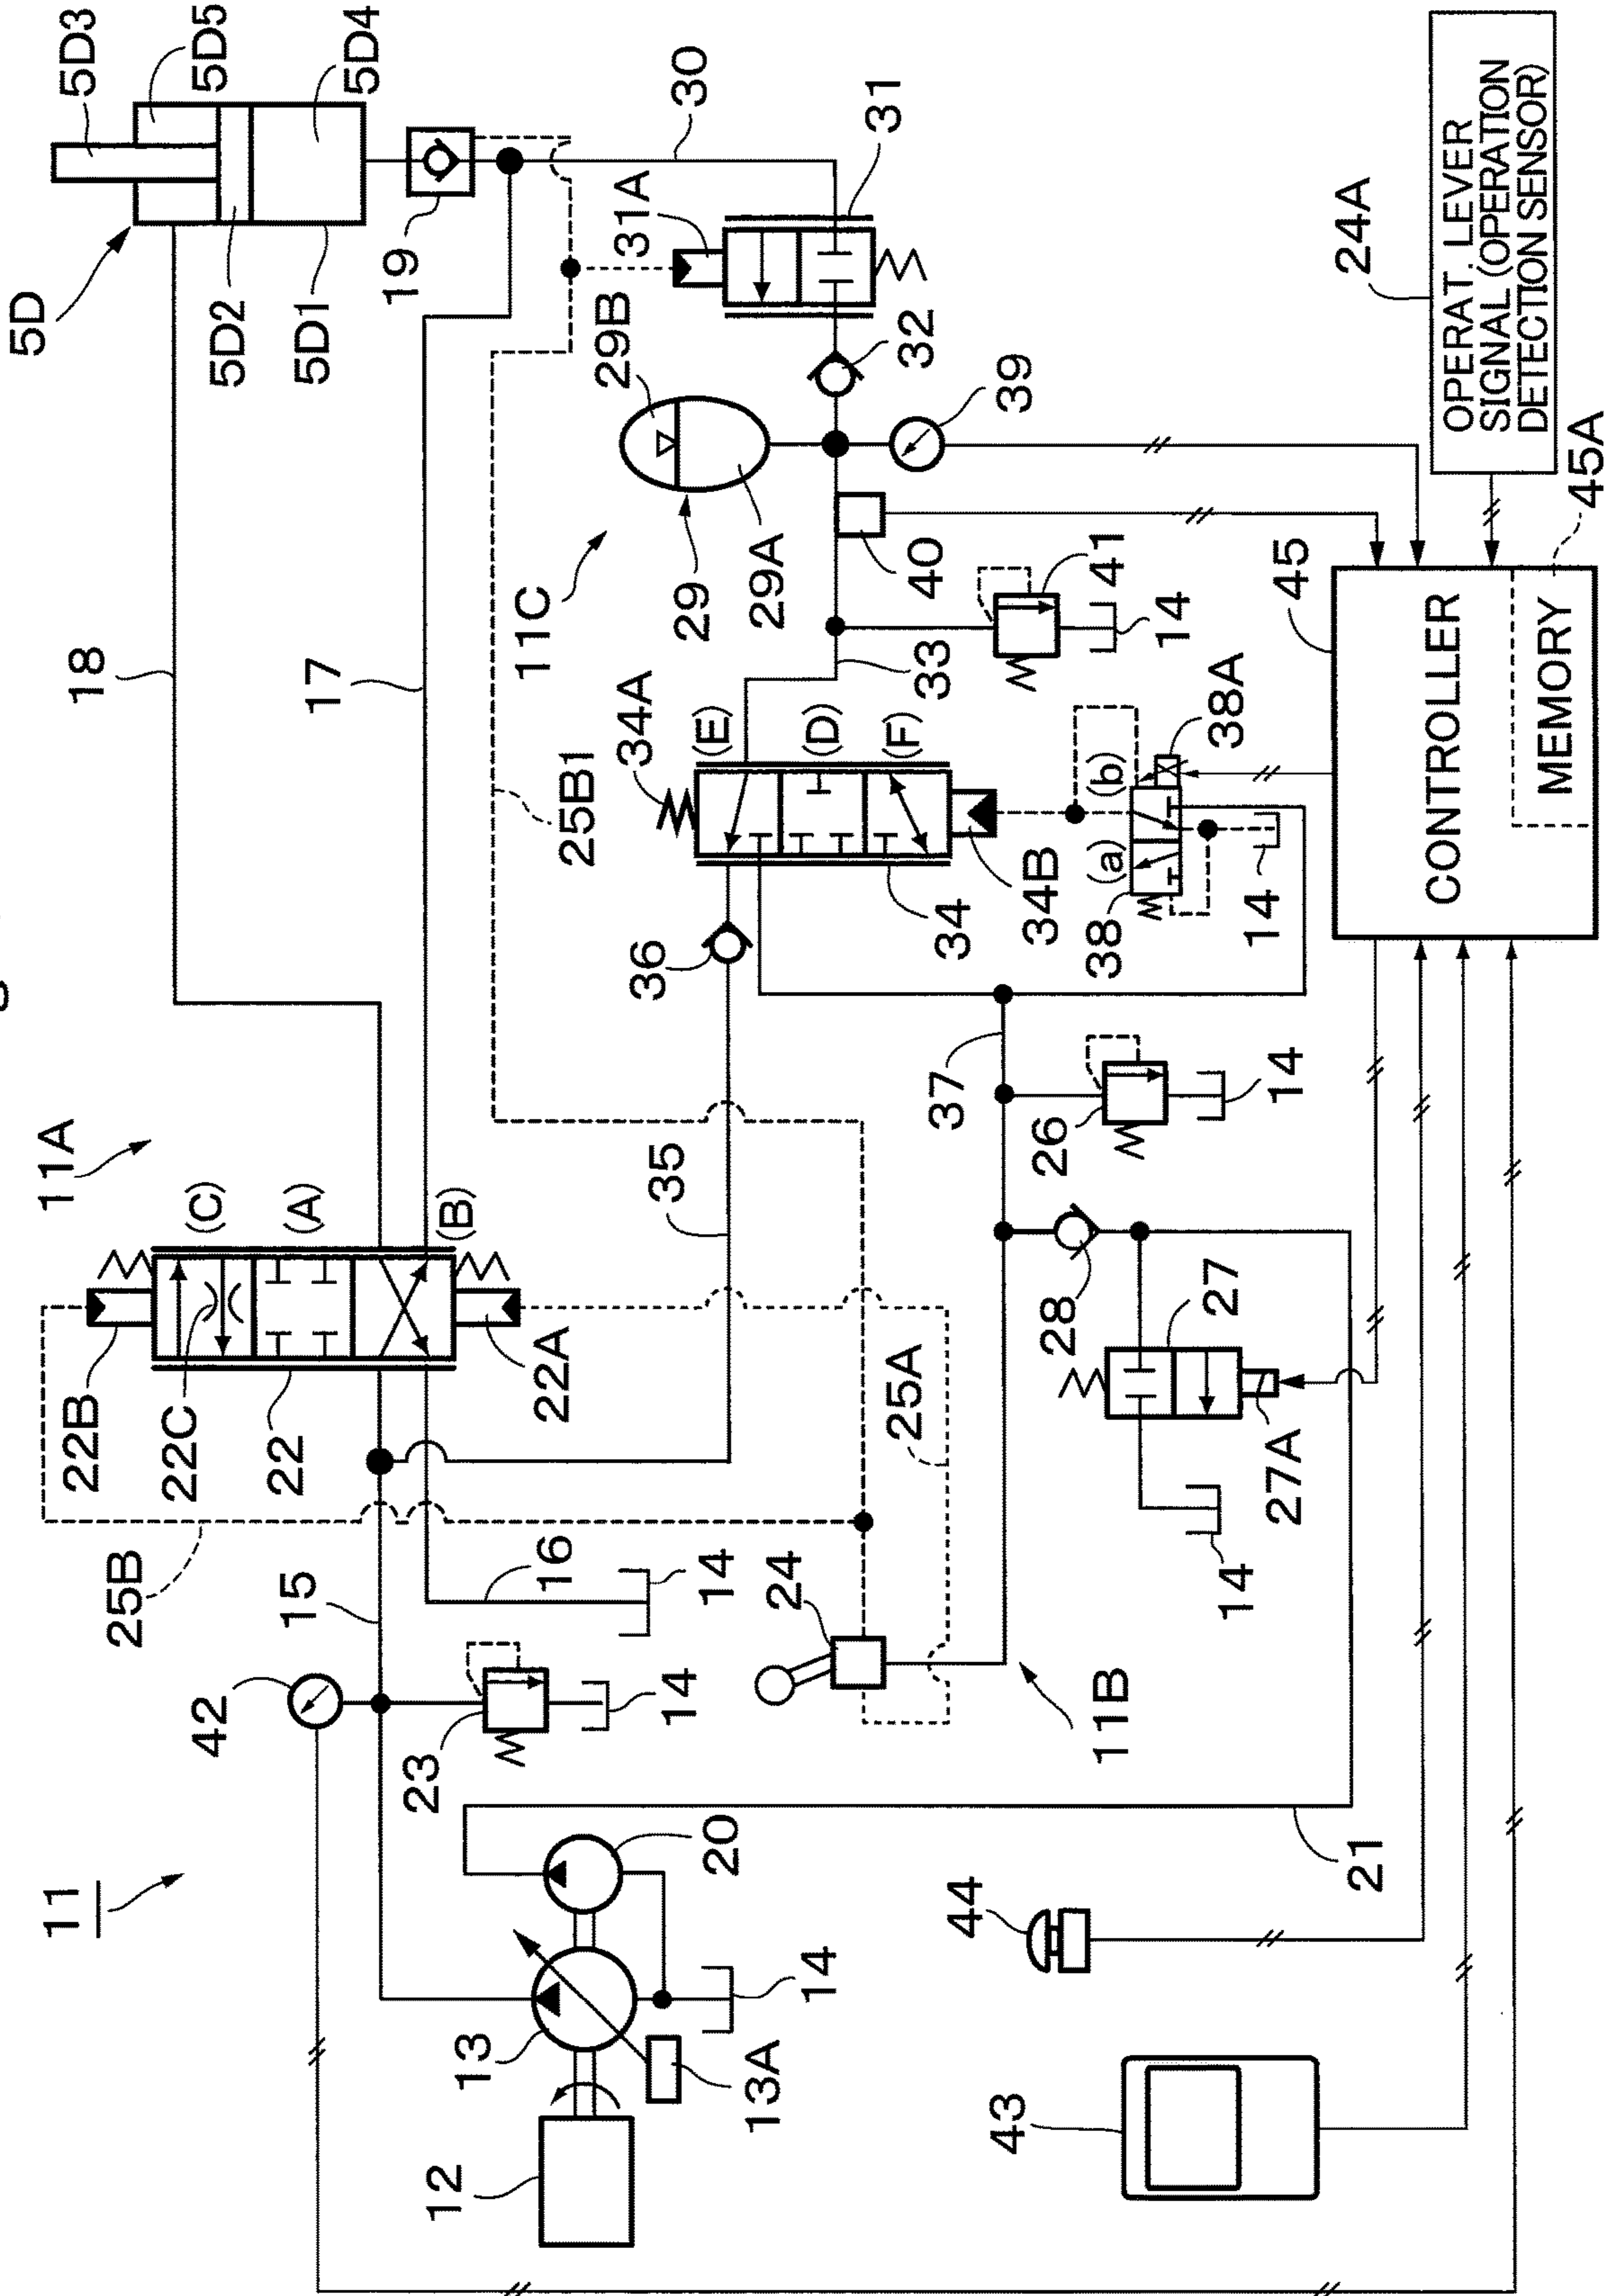 11
11A
5D
5D3
22B
18
42
25B
22C
(C)
5D2
5D5
22
15
(A)
17
5D1
5D4
23
12
13
16
(B)
19
22A
25B1
11C
14
14
20
13A
24
35
36
34A
29
29B
31A
30
14
25A
(E)
29A
(D)
31
(F)
33
40
32
37
34
44
43
11B
26
34B
39
28
38
(a)
(b)
41
14
27
38A
14
27A
14
14
21
45
24A
CONTROLLER
OPERAT. LEVER
SIGNAL (OPERATION
DETECTION SENSOR)
MEMORY
45A